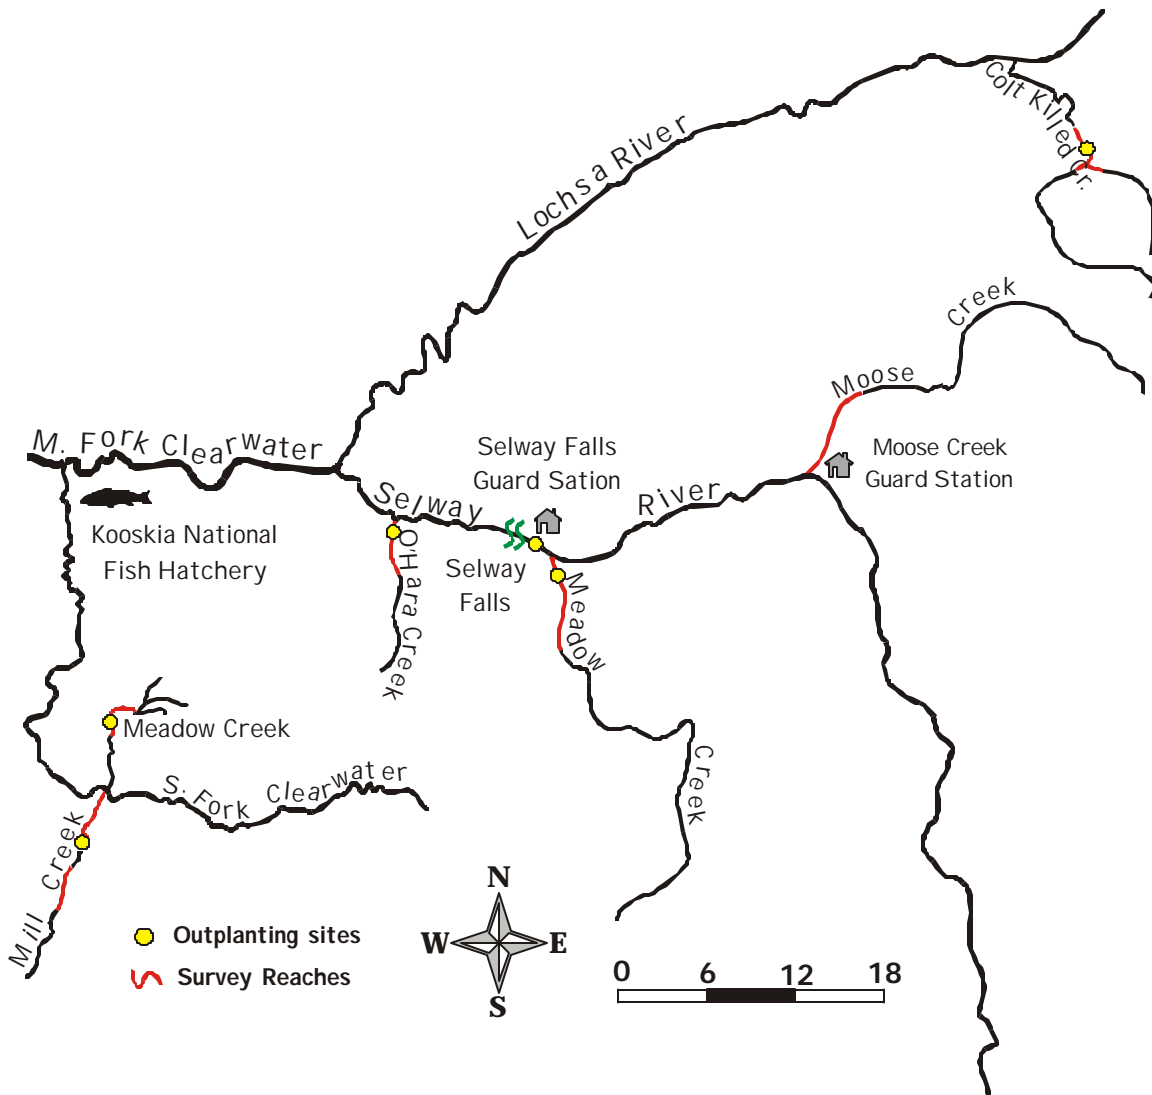 Colt Killed Cr.
Lochsa River
Creek
Moose
M. Fork Clearwater
Selway Falls
Guard Sation
Moose Creek
Guard Station
Selway
River
Kooskia National
Fish Hatchery
O'Hara Creek
Selway
Falls
Meadow
Creek
Meadow Creek
S. Fork Clearwater
Mill Creek
N
W E
S
Outplanting sites
Survey Reaches
0 6 12 18